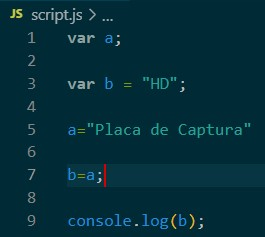 JS script.js > ...
1 var a;
2
3 var b = "HD";
4
5 a="Placa de Captura"
6
7 b=a;
8
9 console.log(b);